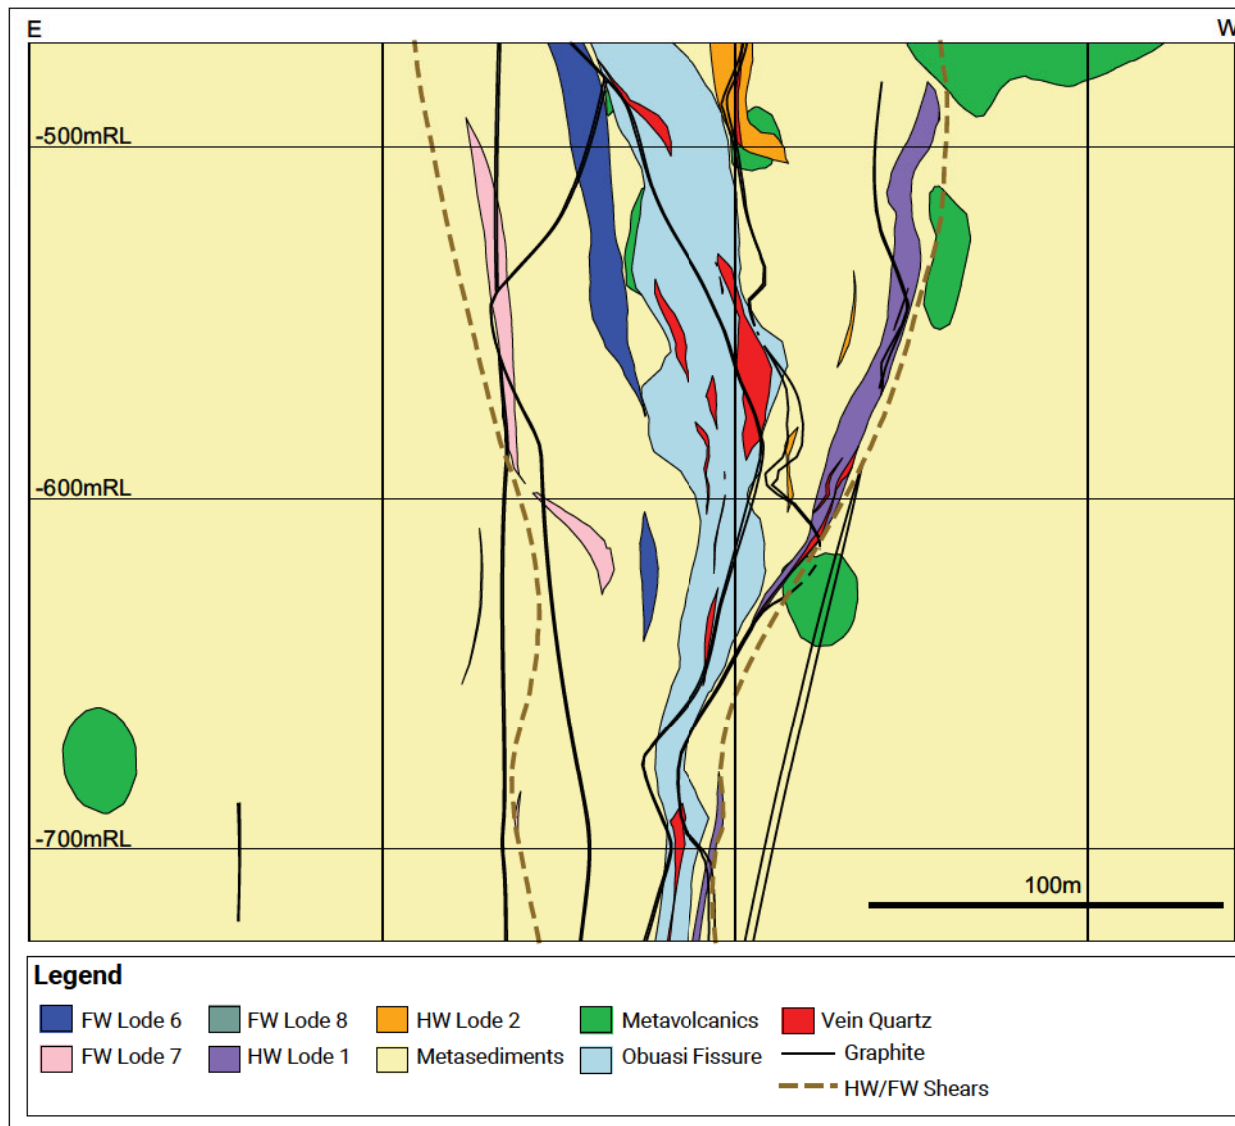 E W
-500mRL
-600mRL
-700mRL
100m
Legend
FW Lode 6 FW Lode 8 HW Lode 2 Metavolcanics Vein Quartz
FW Lode 7 HW Lode 1 Metasediments Obuasi Fissure Graphite
HW/FW Shears